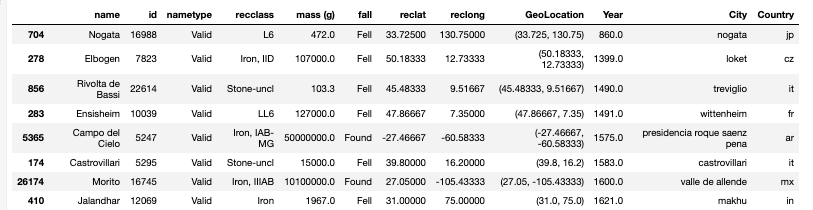 name id nametype recclass mass (g) fall reclat reclong GeoLocation Year City Country
704 Nogata 16988 Valid L6 472.0 Fell 33.72500 130.75000 (33.725, 130.75) 860.0 nogata jp
278 Elbogen 7823 Valid Iron, IID 107000.0 Fell 50.18333 12.73333 (50.18333, 12.73333) 1399.0 loket cz
856 Rivolta de Bassi 22614 Valid Stone-uncl 103.3 Fell 45.48333 9.51667 (45.48333, 9.51667) 1490.0 treviglio it
283 Ensisheim 10039 Valid LL6 127000.0 Fell 47.86667 7.35000 (47.86667, 7.35) 1491.0 wittenheim fr
5365 Campo del Cielo 5247 Valid Iron, IAB-MG 50000000.0 Found -27.46667 -60.58333 (-27.46667, -60.58333) 1575.0 presidencia roque saenz pena ar
174 Castrovillari 5295 Valid Stone-uncl 15000.0 Fell 39.80000 16.20000 (39.8, 16.2) 1583.0 castrovillari it
26174 Morito 16745 Valid Iron, IIIAB 10100000.0 Found 27.05000 -105.43333 (27.05, -105.43333) 1600.0 valle de allende mx
410 Jalandhar 12069 Valid Iron 1967.0 Fell 31.00000 75.00000 (31.0, 75.0) 1621.0 makhu in